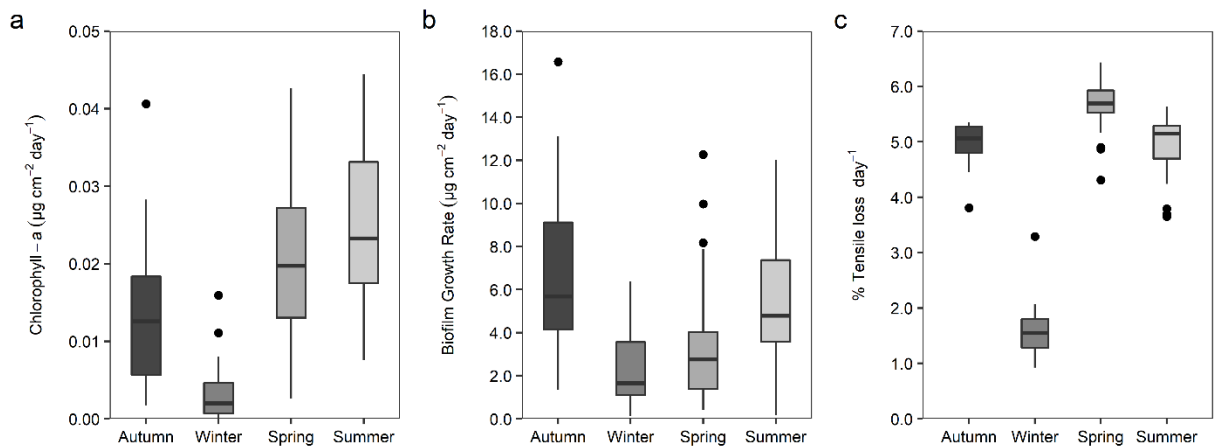 a
Chlorophyll – a (µg cm⁻² day⁻¹)
0.05
0.04
0.03
0.02
0.01
0.00
Autumn Winter Spring Summer
b
Biofilm Growth Rate (µg cm⁻² day⁻¹)
18.0
16.0
14.0
12.0
10.0
8.0
6.0
4.0
2.0
0.0
Autumn Winter Spring Summer
c
% Tensile loss day⁻¹
7.0
6.0
5.0
4.0
3.0
2.0
1.0
0.0
Autumn Winter Spring Summer